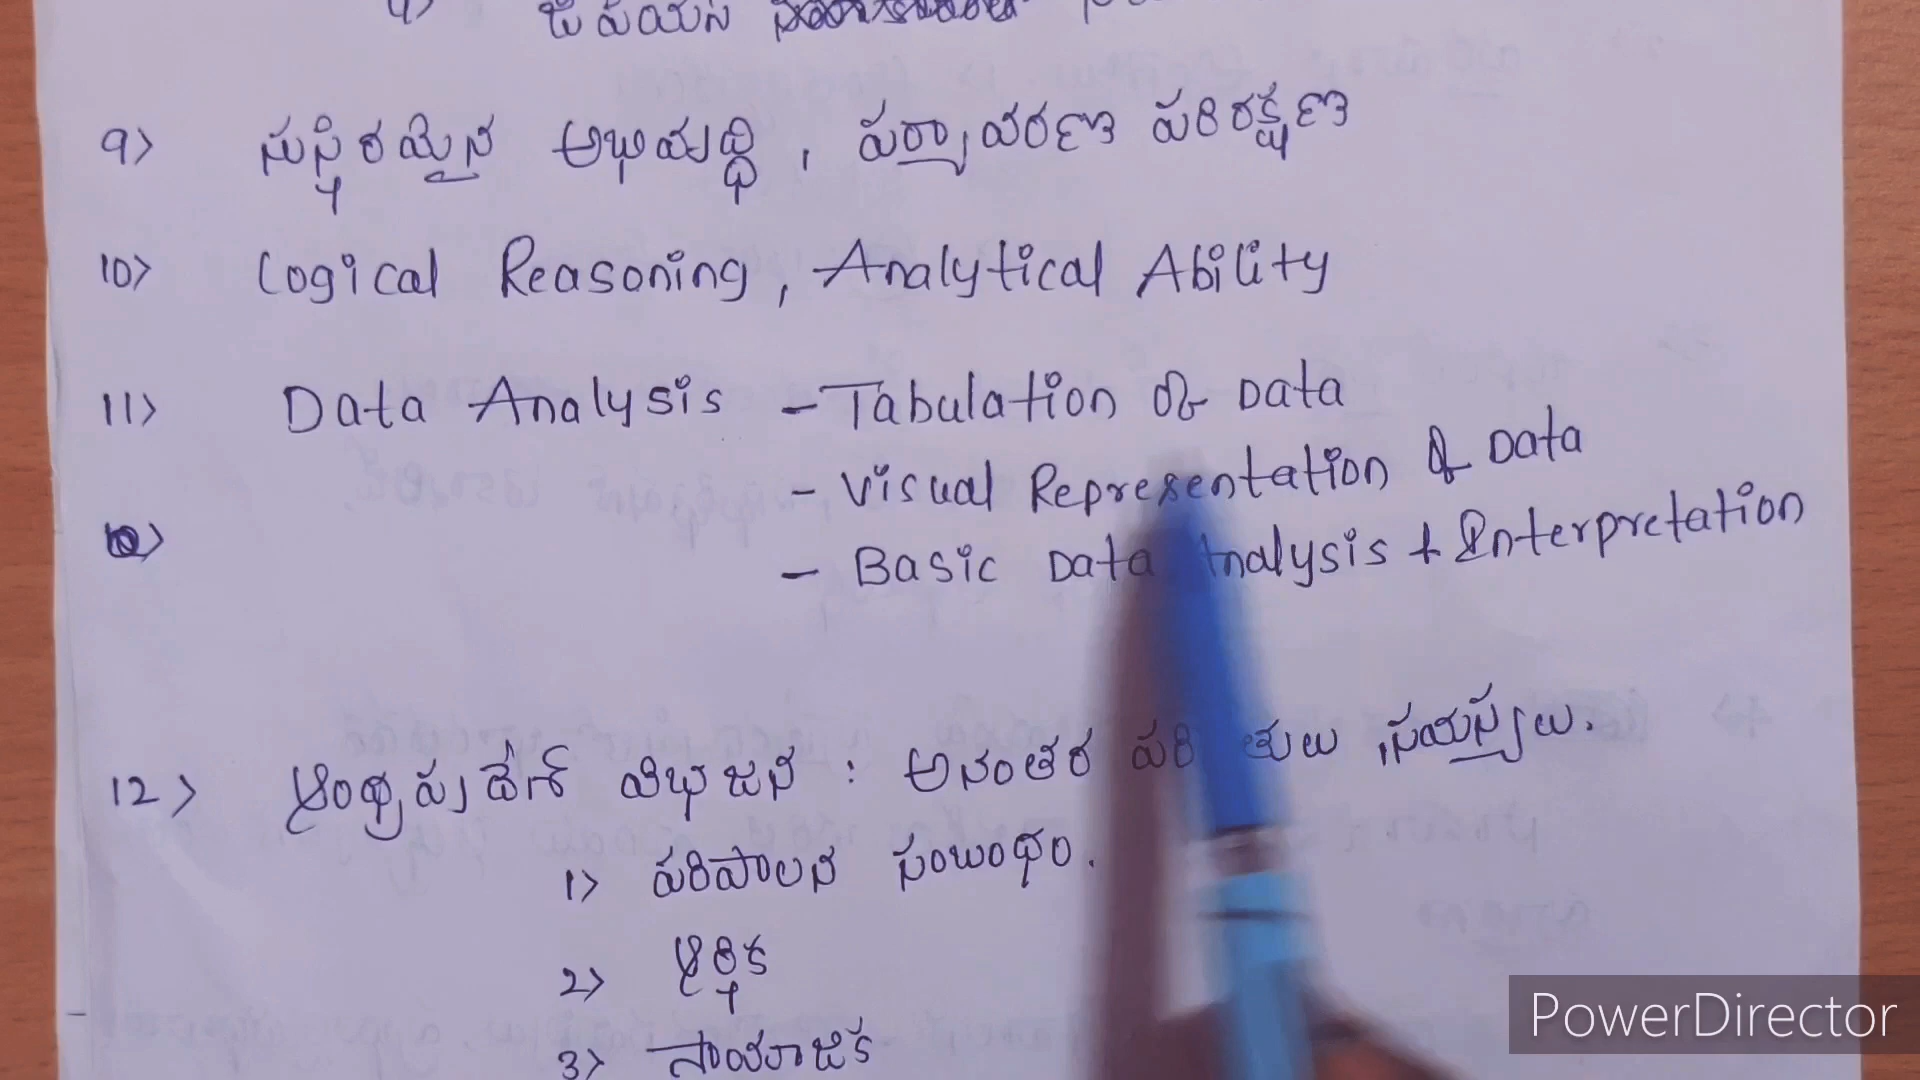 9> సుస్థిరమైన అభివృద్ధి , పర్యావరణ పరిరక్షణ
10> Logical Reasoning, Analytical Ability
11> Data Analysis - Tabulation of Data
- Visual Representation of Data
- Basic Data Analysis + Interpretation
12> ఆంధ్రప్రదేశ్ విభజన : అనంతర పరి తులు ,సమస్యలు.
1> పరిపాలన సంబంధం.
2> ఆర్థిక
3> సామాజిక
PowerDirector